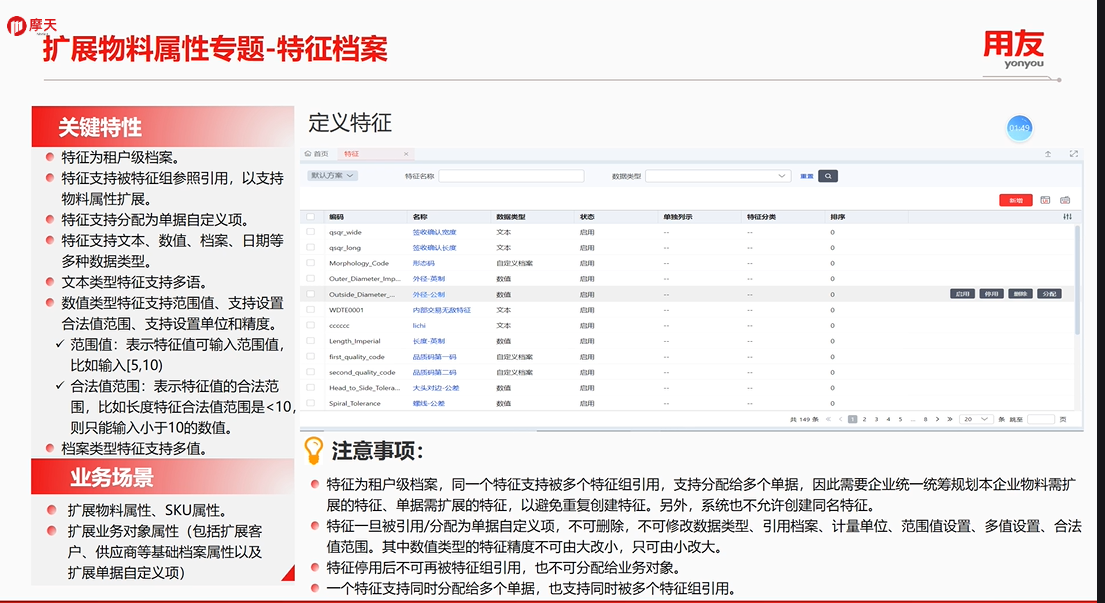 摩天
扩展物料属性专题-特征档案
用友
yonyou
关键特性
特征为租户级档案。
特征支持被特征组参照引用，以支持
物料属性扩展。
特征支持分配为单据自定义项。
特征支持文本、数值、档案、日期等
多种数据类型。
文本类型特征支持多语。
数值类型特征支持范围值、支持设置
合法值范围、支持设置单位和精度。
✓ 范围值：表示特征值可输入范围值，
比如输入[5,10)
✓ 合法值范围：表示特征值的合法范
围，比如长度特征合法值范围是<10，
则只能输入小于10的数值。
档案类型特征支持多值。
业务场景
扩展物料属性、SKU属性。
扩展业务对象属性（包括扩展客
户、供应商等基础档案属性以及
扩展单据自定义项）
定义特征
01:49
首页 特征 ×
默认方案 特征名称 数据类型 重置
新增
编码 名称 数据类型 状态 单独列示 特征分类 排序
qsqr_wide 签收确认宽度 文本 启用 -- -- 0
qsqr_long 签收确认长度 文本 启用 -- -- 0
Morphology_Code 形态码 自定义档案 启用 -- -- 0
Outer_Diameter_Imp... 外径-英制 数值 启用 -- -- 0
Outside_Diameter_... 外径-公制 数值 启用 -- -- 0 启用 停用 删除 分配
WDTE0001 内部交易无敌特征 文本 启用 -- -- 0
cccccc lichi 文本 启用 -- -- 0
Length_Imperial 长度-英制 数值 启用 -- -- 0
first_quality_code 品质码第一码 自定义档案 启用 -- -- 0
second_quality_code 品质码第二码 自定义档案 启用 -- -- 0
Head_to_Side_Tolera... 大头对边-公差 数值 启用 -- -- 0
Spiral_Tolerance 螺线-公差 数值 启用 -- -- 0
共 149 条 1 2 3 4 5 ... 8 20 条 跳至 页
注意事项：
特征为租户级档案，同一个特征支持被多个特征组引用，支持分配给多个单据，因此需要企业统一统筹规划本企业物料需扩
展的特征、单据需扩展的特征，以避免重复创建特征。另外，系统也不允许创建同名特征。
特征一旦被引用/分配为单据自定义项，不可删除，不可修改数据类型、引用档案、计量单位、范围值设置、多值设置、合法
值范围。其中数值类型的特征精度不可由大改小，只可由小改大。
特征停用后不可再被特征组引用，也不可分配给业务对象。
一个特征支持同时分配给多个单据，也支持同时被多个特征组引用。